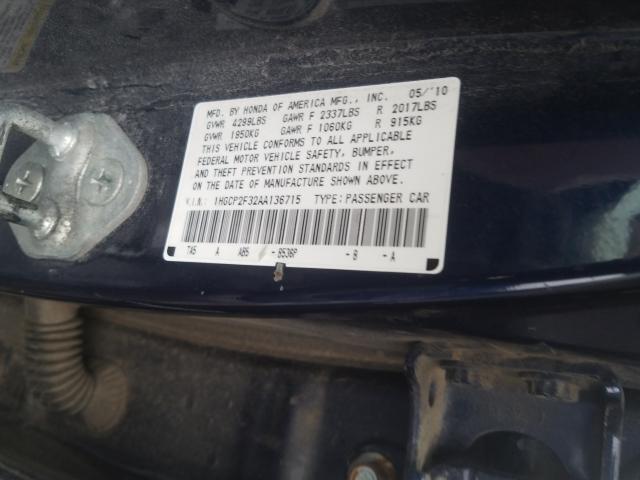 MFD. BY HONDA OF AMERICA MFG., INC. 05/'10
GVWR 4299LBS GAWR F 2337LBS R 2017LBS
GVWR 1950KG GAWR F 1060KG R 915KG
THIS VEHICLE CONFORMS TO ALL APPLICABLE
FEDERAL MOTOR VEHICLE SAFETY, BUMPER,
AND THEFT PREVENTION STANDARDS IN EFFECT
ON THE DATE OF MANUFACTURE SHOWN ABOVE.
V.I.N.: 1HGCP2F32AA136715 TYPE: PASSENGER CAR
TA5 A AB5 - B536P - B - A